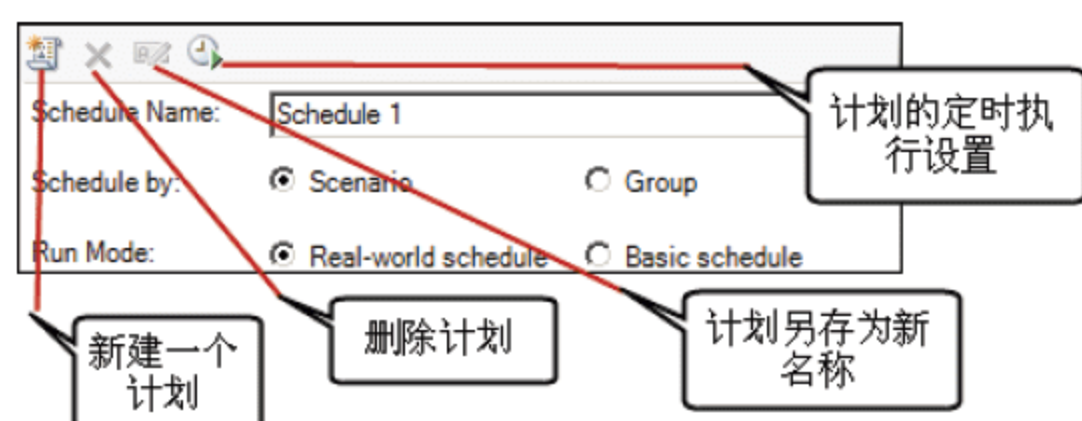 Schedule Name: Schedule 1
计划的定时执
行设置
Schedule by: Scenario Group
Run Mode: Real-world schedule Basic schedule
新建一个
计划
删除计划
计划另存为新
名称